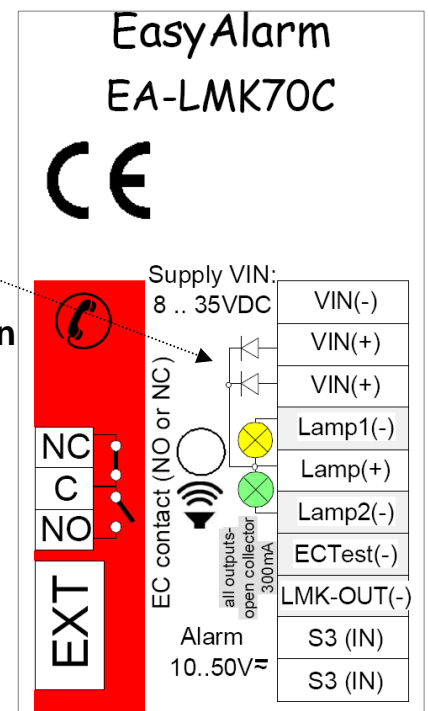 EasyAlarm
EA-LMK70C
CE
Supply VIN:
8 .. 35VDC
n
VIN(-)
VIN(+)
VIN(+)
Lamp1(-)
Lamp(+)
Lamp2(-)
ECTest(-)
LMK-OUT(-)
S3 (IN)
S3 (IN)
NC
C
NO
EXT
EC contact (NO or NC)
all outputs-
open collector
300mA
Alarm
10..50V≂